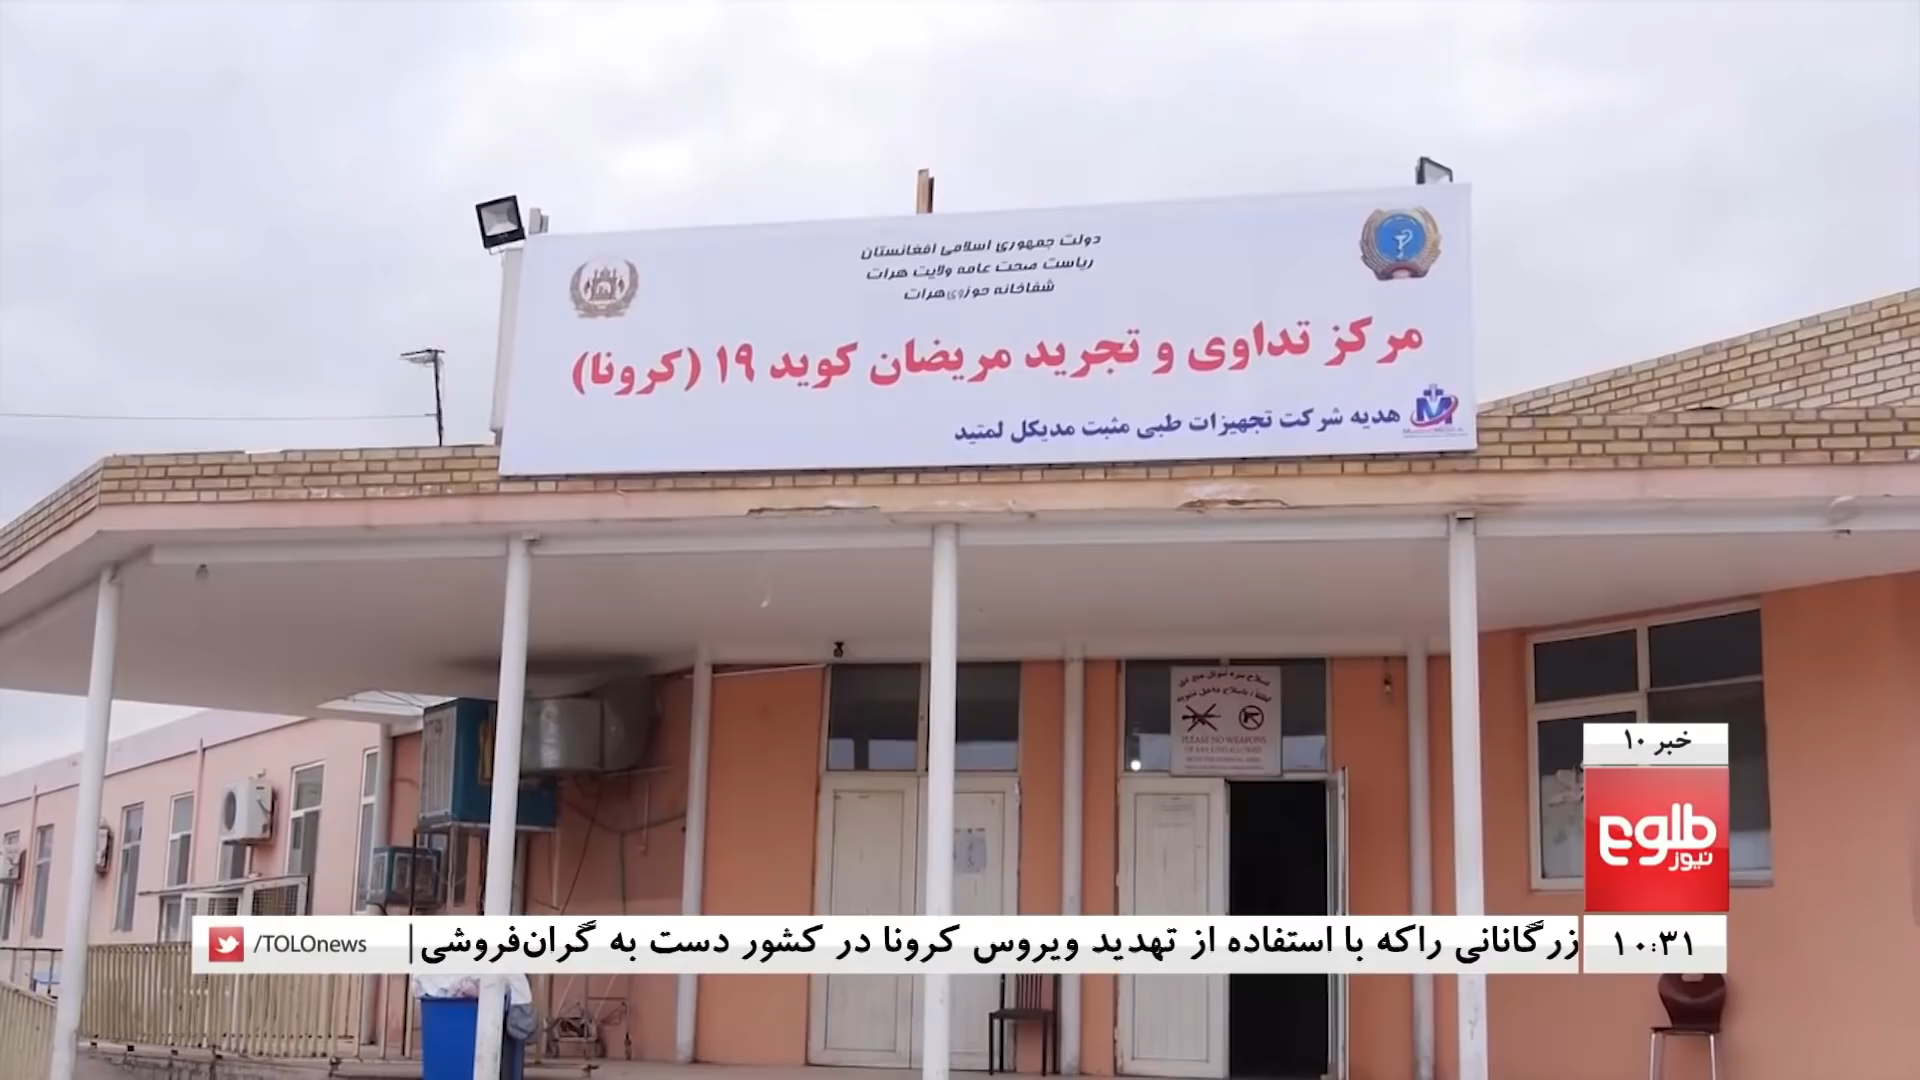 دولت جمهوری اسلامی افغانستان
ریاست صحت عامه ولایت هرات
شفاخانه حوزوی هرات
مرکز تداوی و تجرید مریضان کوید ۱۹ (کرونا)
هدیه شرکت تجهیزات طبی مثبت مدیکل لمتید
PLEASE NO WEAPONS
خبر ۱۰
طلوع
نیوز
۱۰:۳۱
زرگانانی راکه با استفاده از تهدید ویروس کرونا در کشور دست به گران‌فروشی
/TOLOnews